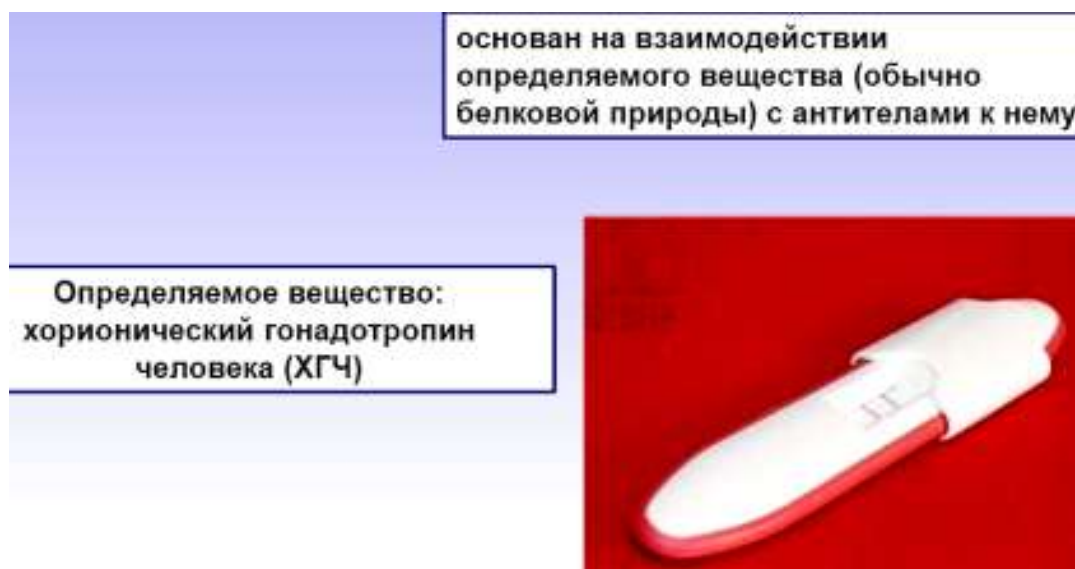 основан на взаимодействии
определяемого вещества (обычно
белковой природы) с антителами к нему
Определяемое вещество:
хорионический гонадотропин
человека (ХГЧ)